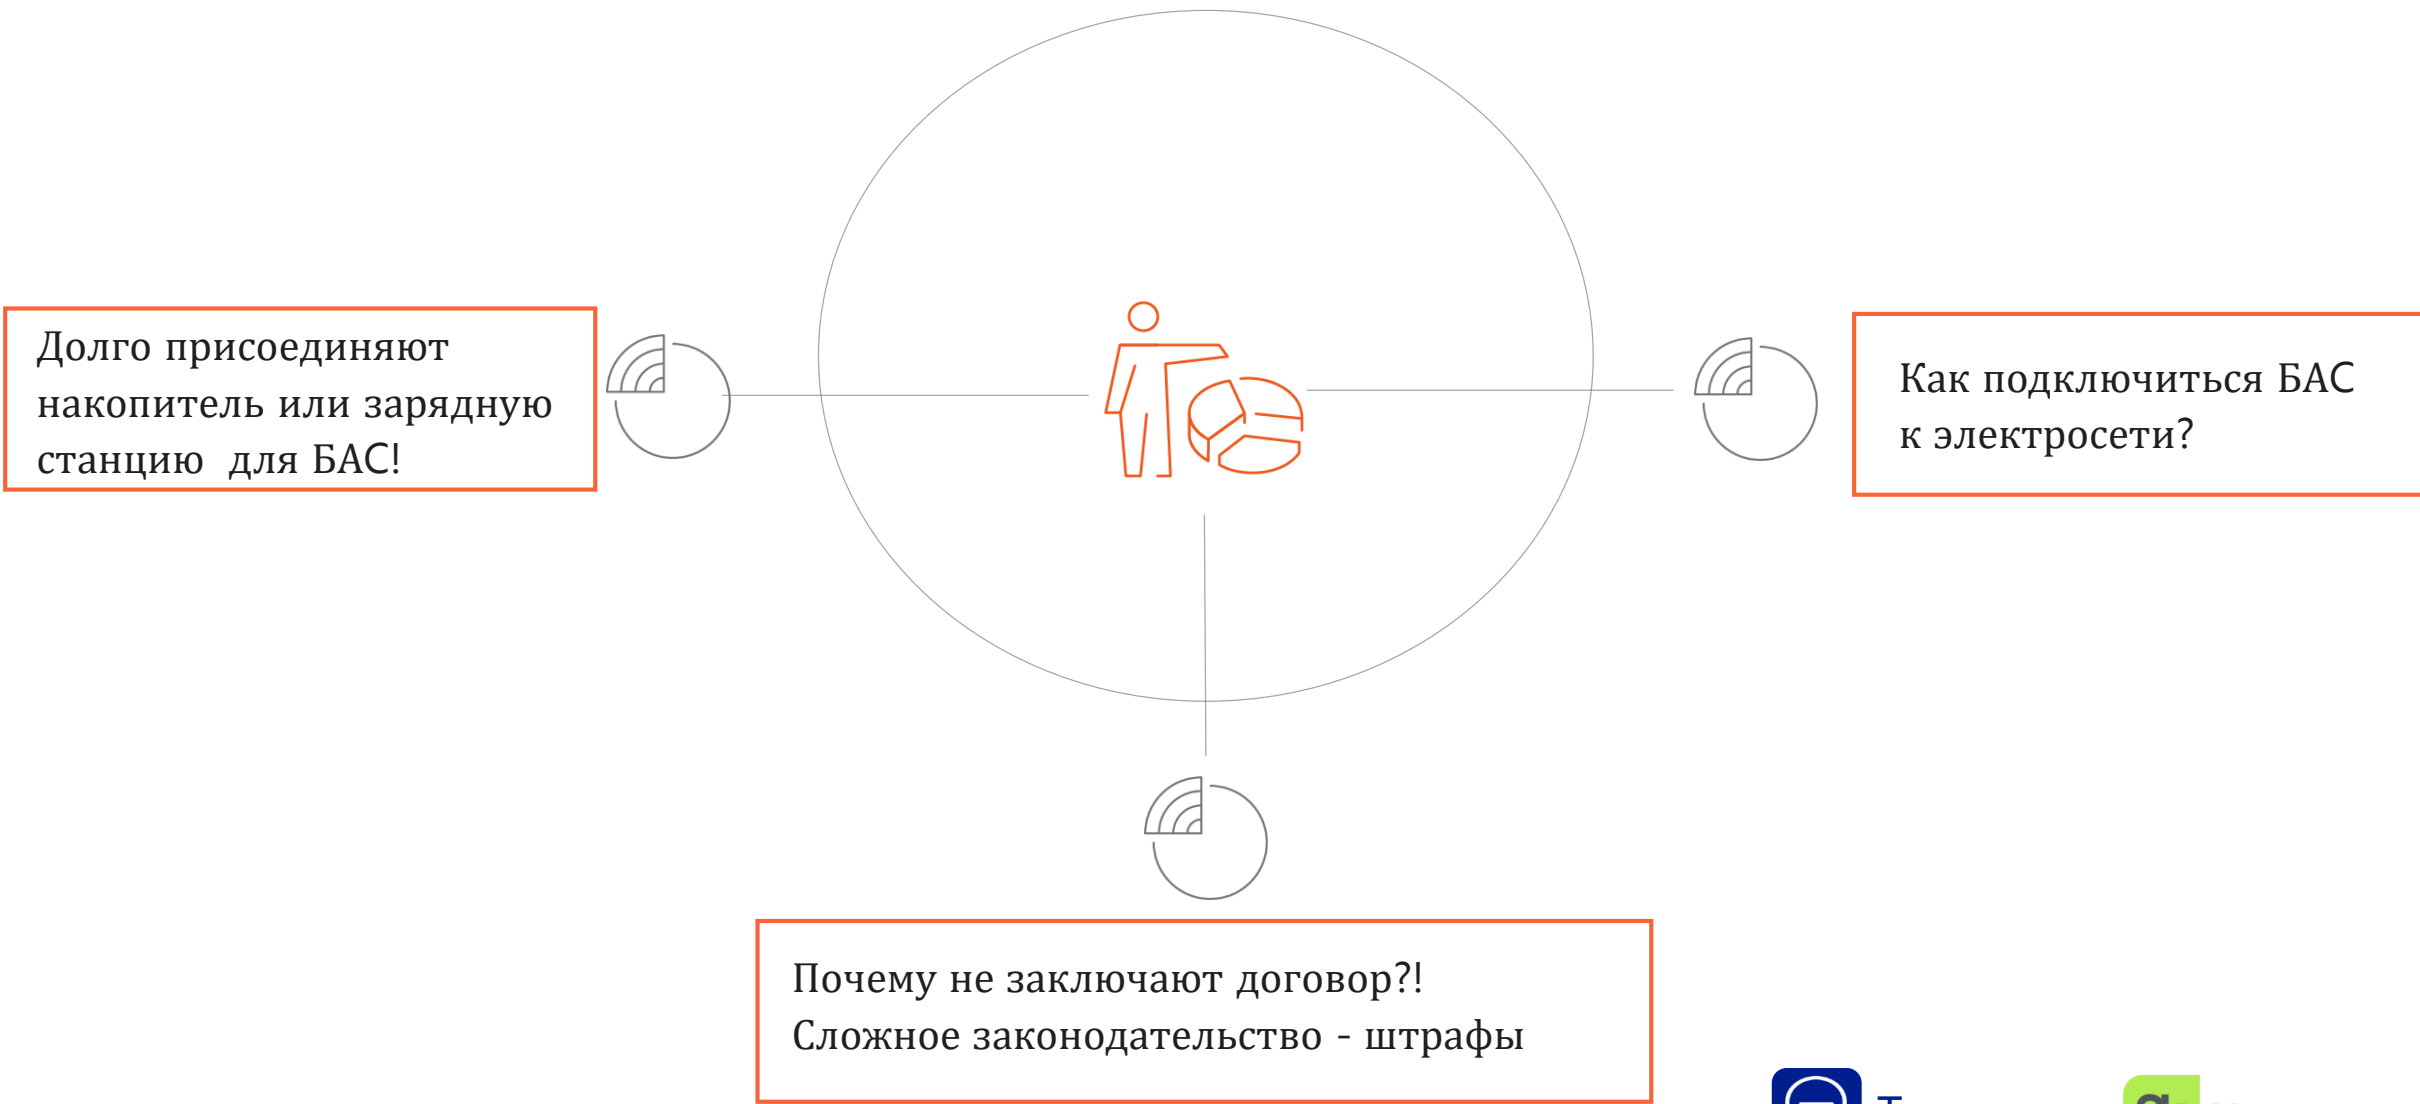 Долго присоединяют
накопитель или зарядную
станцию для БАС!
Как подключиться БАС
к электросети?
Почему не заключают договор?!
Сложное законодательство - штрафы